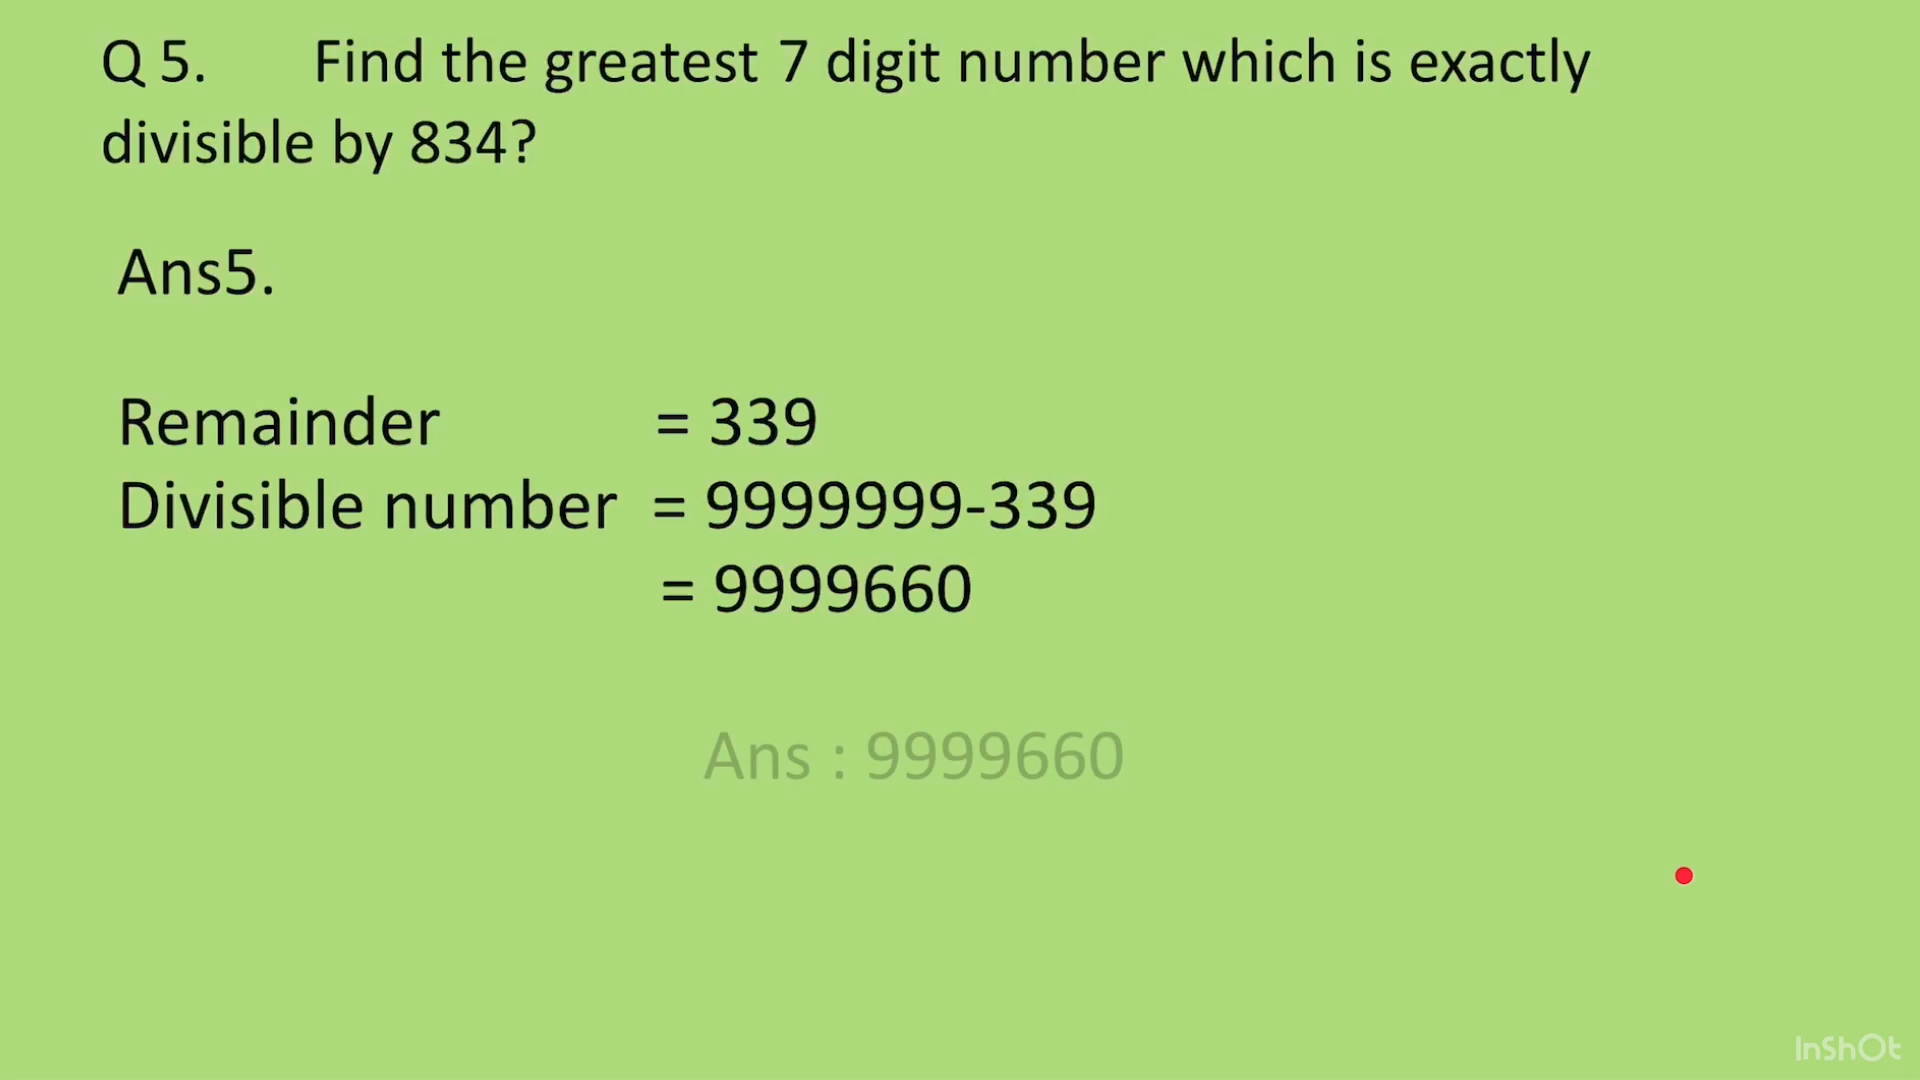 Q 5. Find the greatest 7 digit number which is exactly
divisible by 834?
Ans5.
Remainder = 339
Divisible number = 9999999-339
= 9999660
Ans : 9999660
InShOt